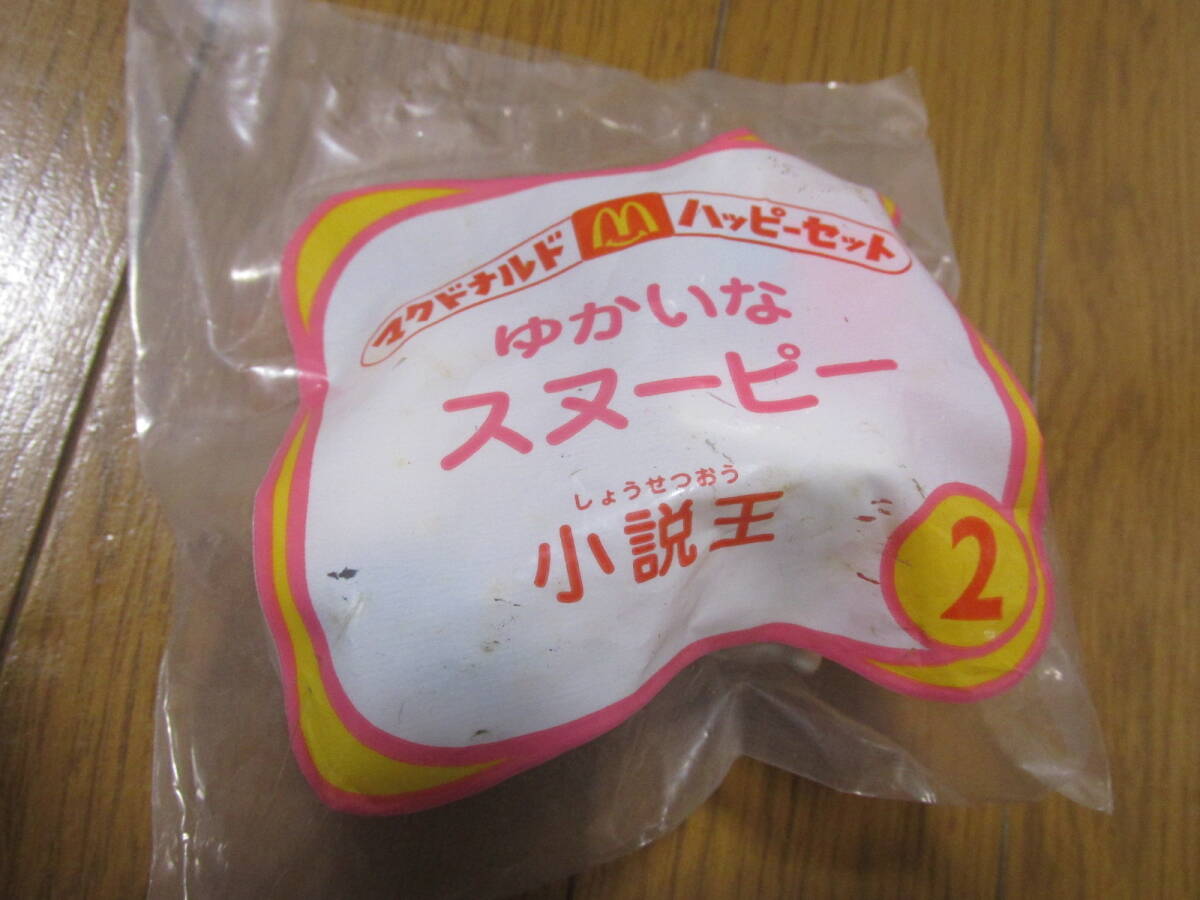 マクドナルド ハッピーセット
ゆかいな
スヌーピー
しょうせつおう
小説王
2